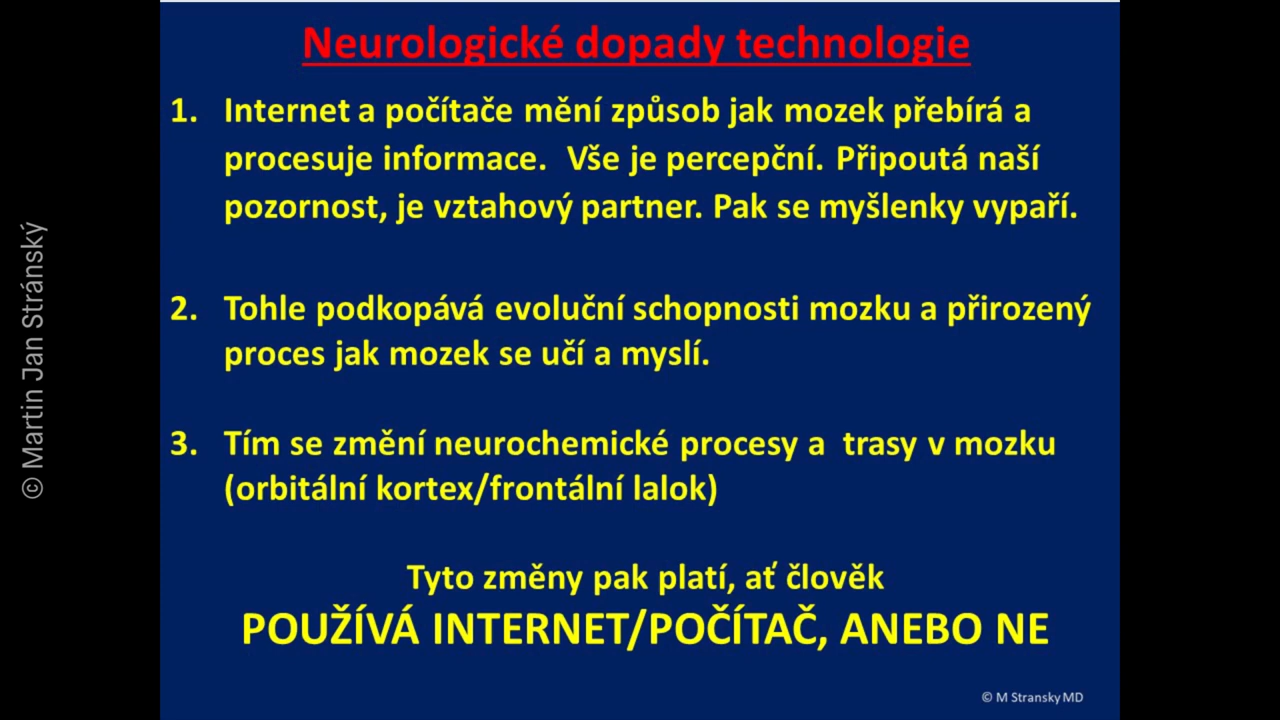 Neurologické dopady technologie
1. Internet a počítače mění způsob jak mozek přebírá a
procesuje informace. Vše je percepční. Připoutá naší
pozornost, je vztahový partner. Pak se myšlenky vypaří.
2. Tohle podkopává evoluční schopnosti mozku a přirozený
proces jak mozek se učí a myslí.
3. Tím se změní neurochemické procesy a trasy v mozku
(orbitální kortex/frontální lalok)
Tyto změny pak platí, ať člověk
POUŽÍVÁ INTERNET/POČÍTAČ, ANEBO NE
© M Stransky MD
© Martin Jan Stránský